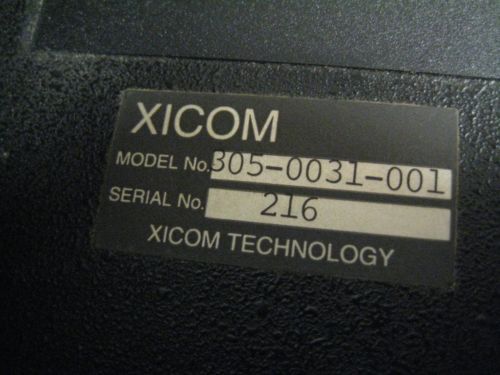 XICOM
MODEL No. 305-0031-001
SERIAL No. 216
XICOM TECHNOLOGY